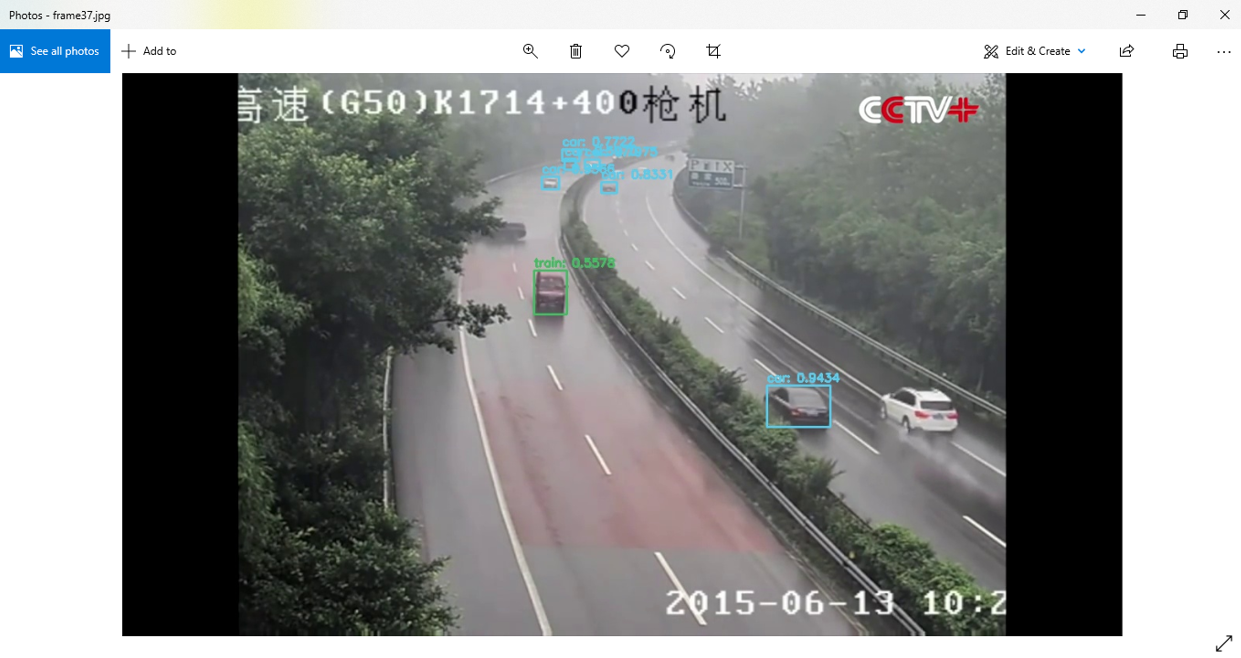 Photos - frame37.jpg
See all photos
Add to
Edit & Create
高速(G50)K1714+400枪机
CCTV+
car: 0.7722
car: 0.8331
train: 0.5578
car: 0.9434
2015-06-13 10:2